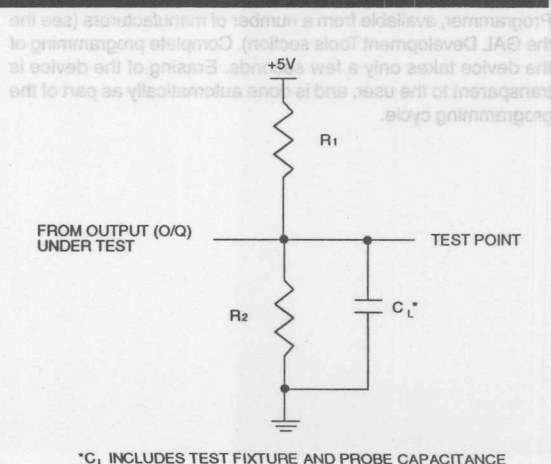 Programmer, available from a number of manufacturers (see the
the GAL Development Tools section). Complete programming of
the device takes only a few seconds. Erasing of the device is
transparent to the user, and is done automatically as part of the
programming cycle.
+5V
R1
FROM OUTPUT (O/Q)
UNDER TEST
TEST POINT
R2
C L*
*CL INCLUDES TEST FIXTURE AND PROBE CAPACITANCE